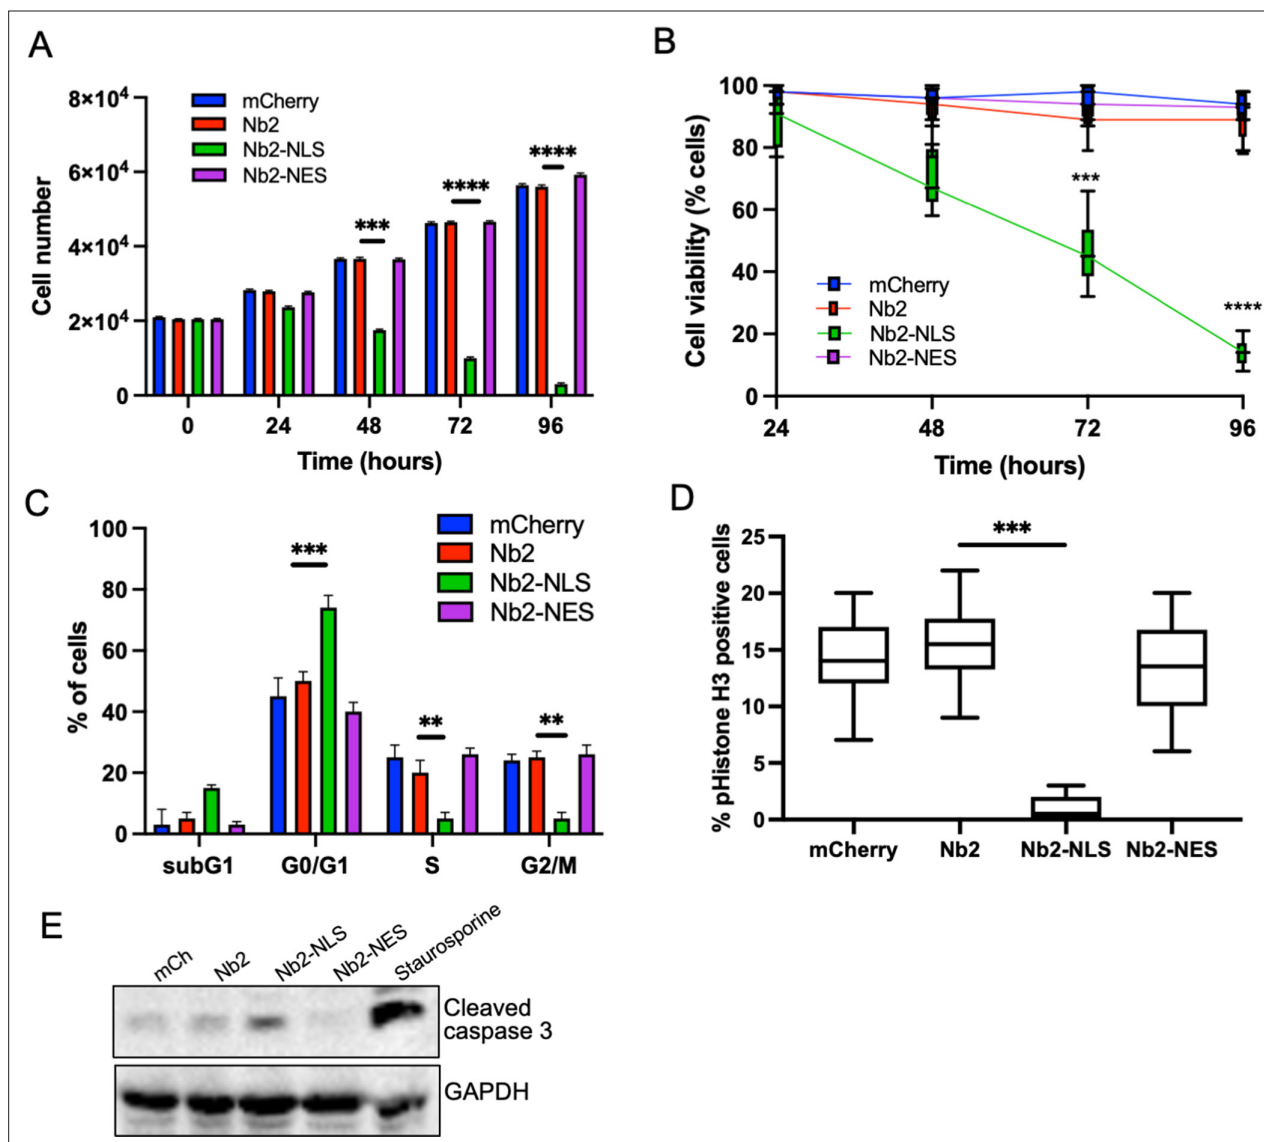 A
8×10⁴
6×10⁴
4×10⁴
2×10⁴
0
Cell number
mCherry
Nb2
Nb2-NLS
Nb2-NES
***
****
****
0 24 48 72 96
Time (hours)
B
100
80
60
40
20
0
Cell viability (% cells)
***
****
mCherry
Nb2
Nb2-NLS
Nb2-NES
24 48 72 96
Time (hours)
C
100
80
60
40
20
0
% of cells
mCherry
Nb2
Nb2-NLS
Nb2-NES
***
**
**
subG1 G0/G1 S G2/M
D
25
20
15
10
5
0
% pHistone H3 positive cells
***
mCherry Nb2 Nb2-NLS Nb2-NES
E
mCh Nb2 Nb2-NLS Nb2-NES Staurosporine
Cleaved
caspase 3
GAPDH